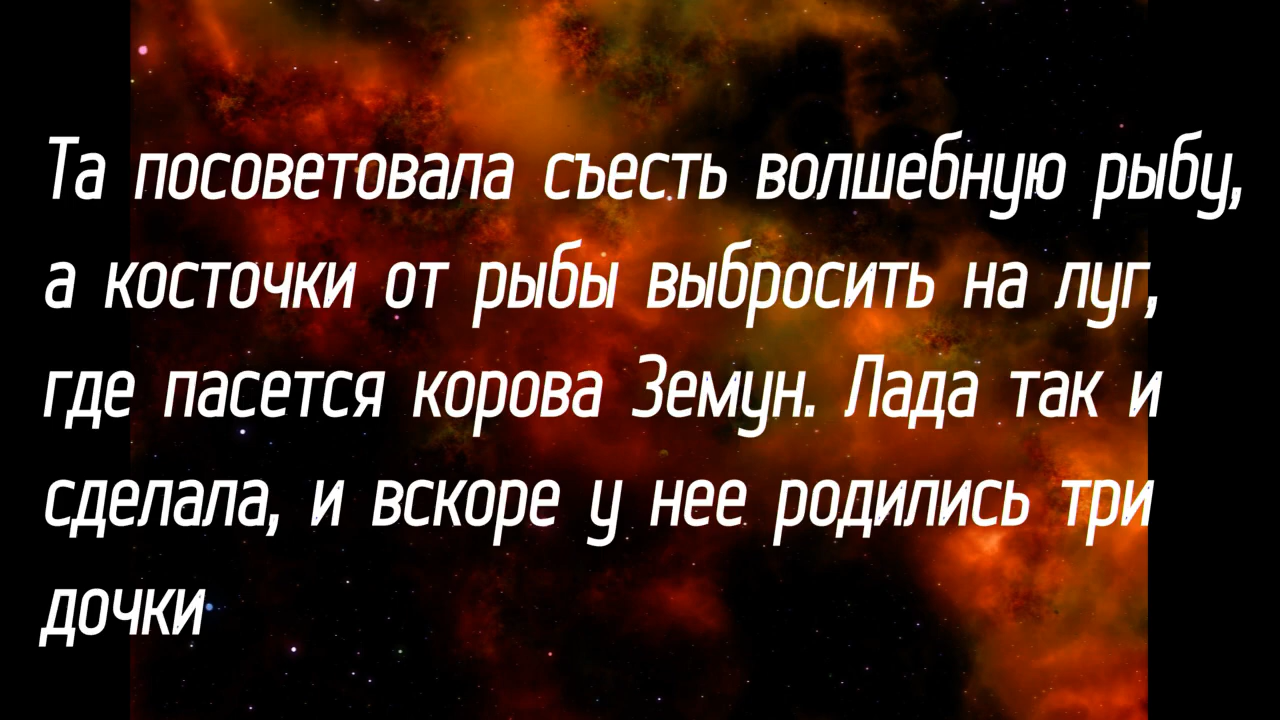 Та посоветовала съесть волшебную рыбу,
а косточки от рыбы выбросить на луг,
где пасется корова Земун. Лада так и
сделала, и вскоре у нее родились три
дочки